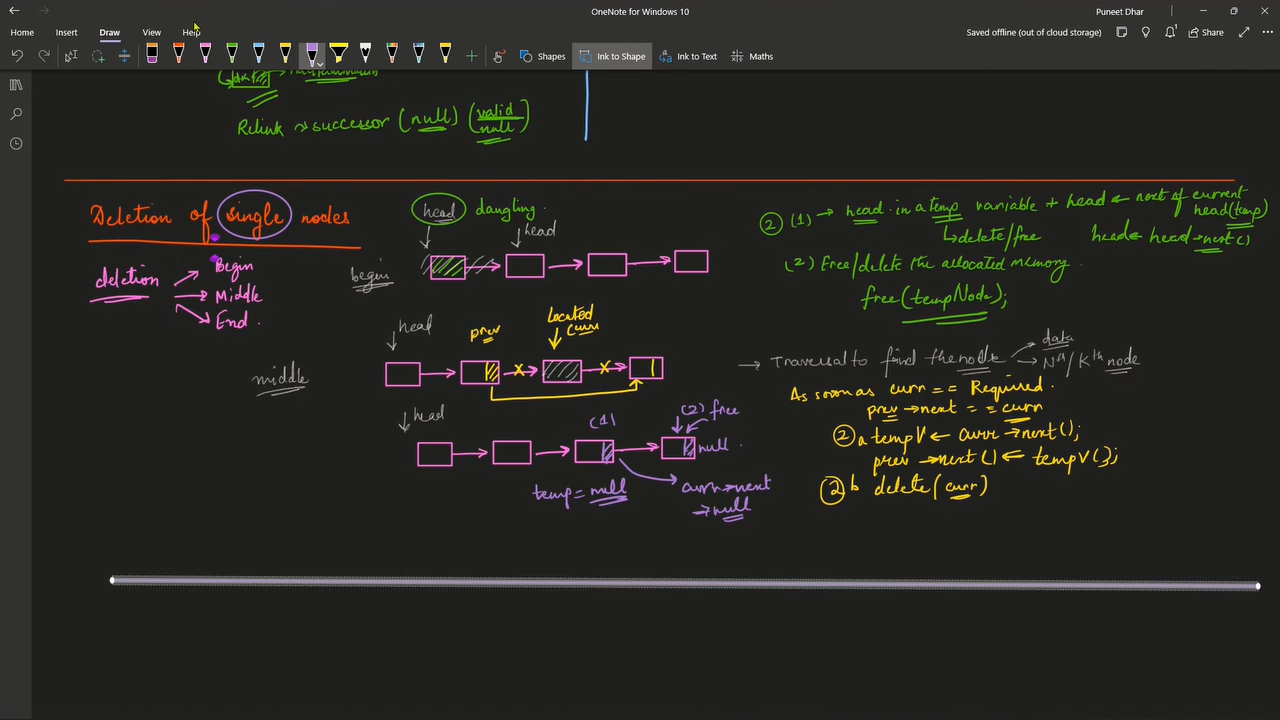 OneNote for Windows 10
Puneet Dhar
Home Insert Draw View Help
Saved offline (out of cloud storage) Share
Shapes Ink to Shape Ink to Text Maths
Relink → successor (null) (valid/null)
Deletion of single nodes
deletion
Begin
Middle
End.
head dangling.
head
begin
head
prev
Located
curr
middle
head
(1)
(2) free
null
temp = null
curr→next
→null
② (1) → head in a temp variable + head ← next of current
head(temp)
↳delete/free head← head→next()
(2) Free/delete the allocated memory.
free(tempNode);
→ Traversal to find the node
data
Nth/Kth node
As soon as curr == Required.
prev→next == curr
② a tempV ← curr→next();
prev→next() ← tempV();
② b delete(curr)